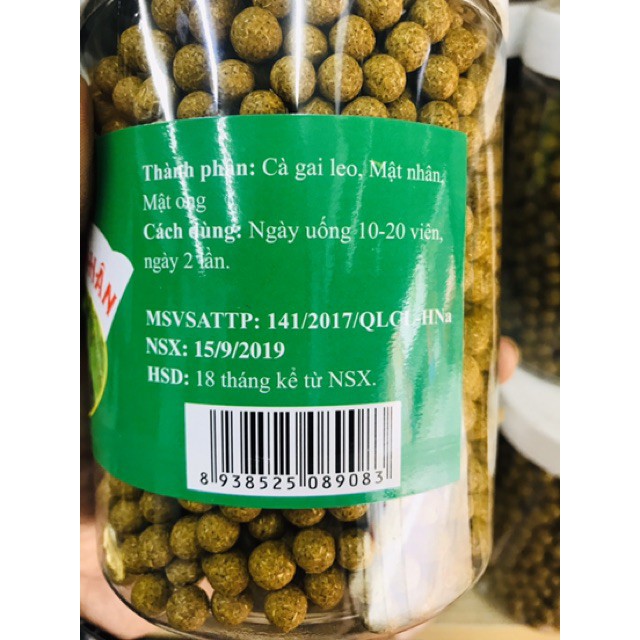 Thành phần: Cà gai leo, Mật nhân,
Mật ong
Cách dùng: Ngày uống 10-20 viên,
ngày 2 lần.
HÂN
MSVSATTP: 141/2017/QLCL-HNa
NSX: 15/9/2019
HSD: 18 tháng kể từ NSX.
8 938525 089083